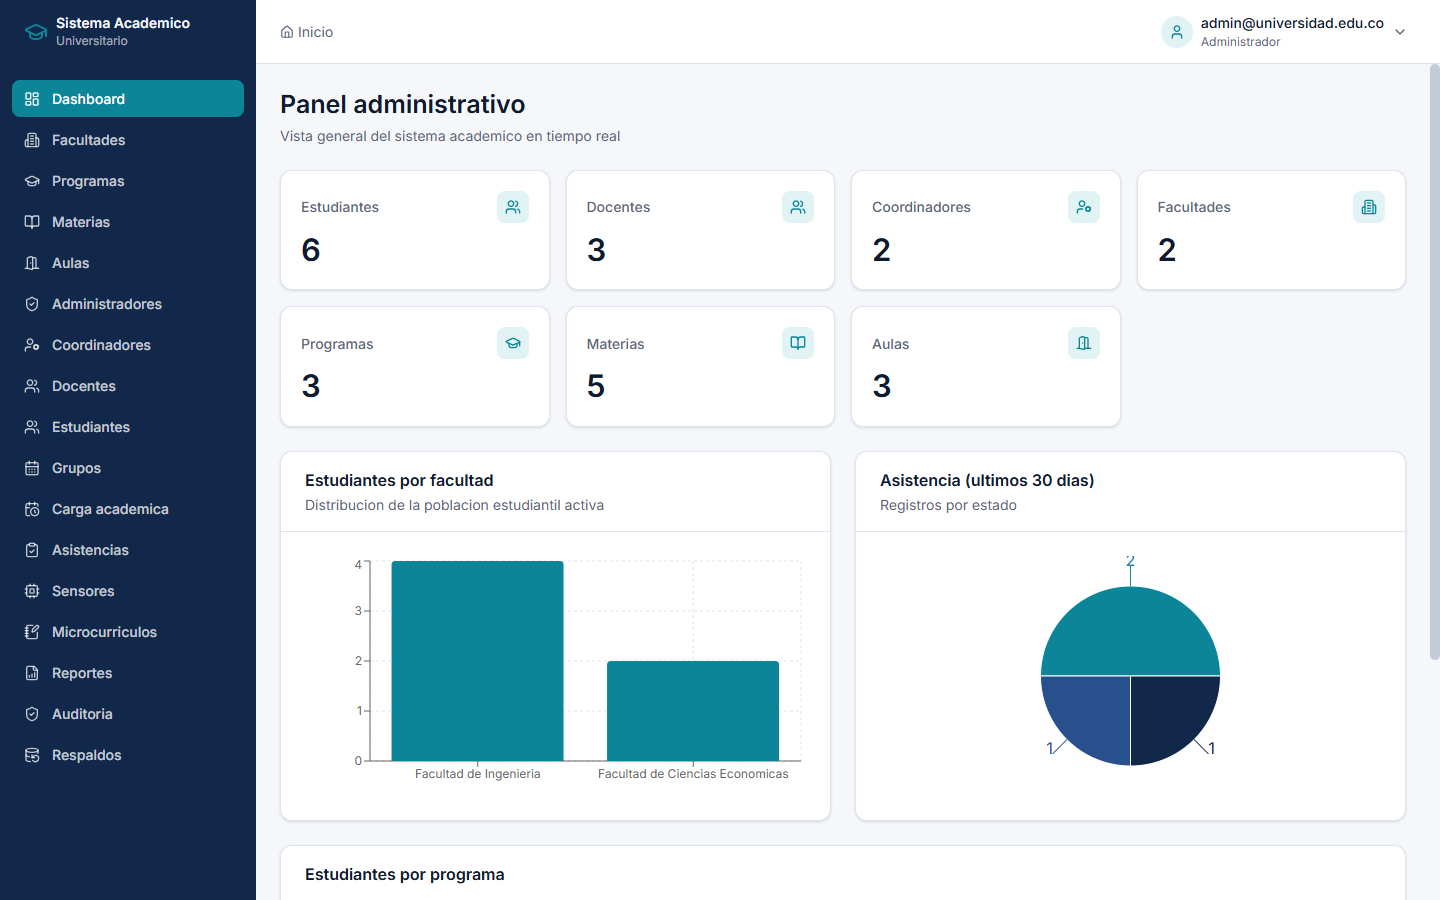 Sistema Academico
Universitario
Dashboard
Facultades
Programas
Materias
Aulas
Administradores
Coordinadores
Docentes
Estudiantes
Grupos
Carga academica
Asistencias
Sensores
Microcurriculos
Reportes
Auditoria
Respaldos
Inicio
admin@universidad.edu.co
Administrador
Panel administrativo
Vista general del sistema academico en tiempo real
Estudiantes
6
Docentes
3
Coordinadores
2
Facultades
2
Programas
3
Materias
5
Aulas
3
Estudiantes por facultad
Distribucion de la poblacion estudiantil activa
4
3
2
1
0
Facultad de Ingenieria
Facultad de Ciencias Economicas
Asistencia (ultimos 30 dias)
Registros por estado
2
1
1
Estudiantes por programa